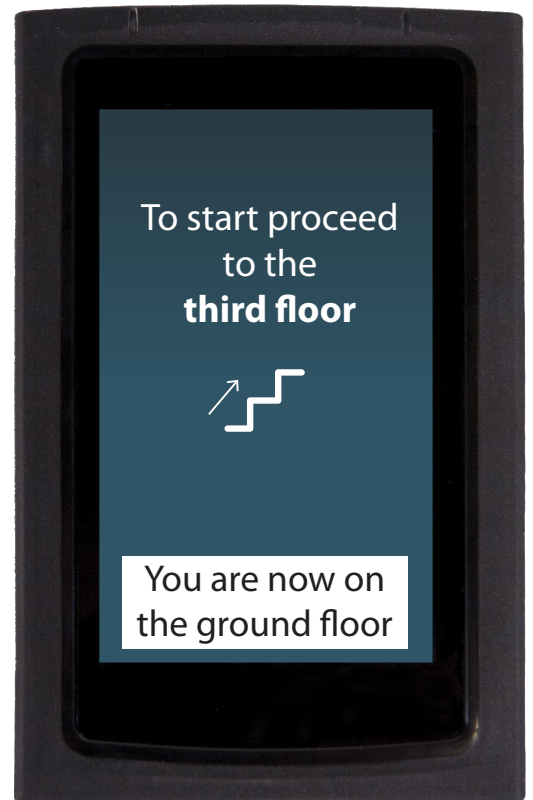 To start proceed
to the
third floor
You are now on
the ground floor